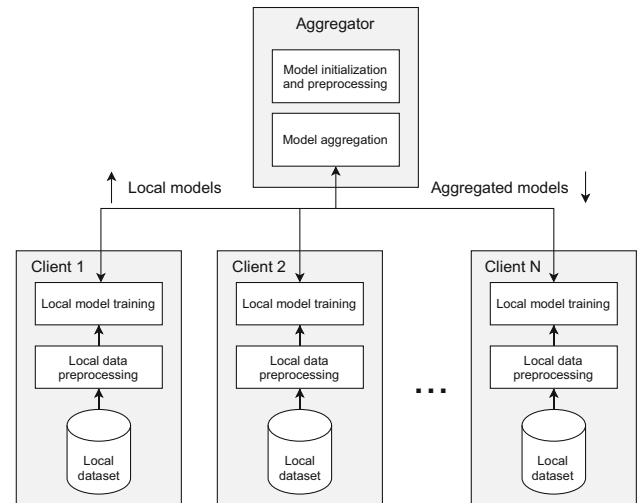 Aggregator
Model initialization
and preprocessing
Model aggregation
Local models
Aggregated models
Client 1
Local model training
Local data
preprocessing
Local
dataset
Client 2
Local model training
Local data
preprocessing
Local
dataset
...
Client N
Local model training
Local data
preprocessing
Local
dataset